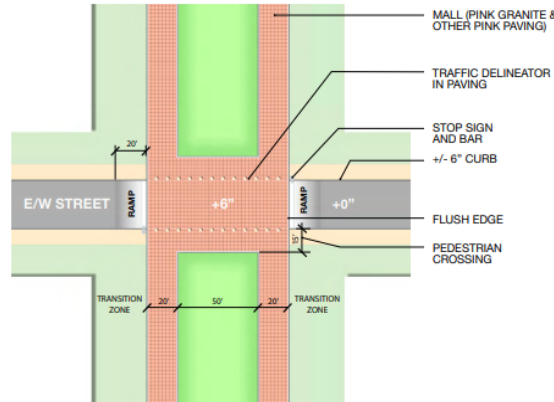 MALL (PINK GRANITE &
OTHER PINK PAVING)
TRAFFIC DELINEATOR
IN PAVING
STOP SIGN
AND BAR
+/- 6" CURB
20'
E/W STREET
RAMP
+6"
RAMP
+0"
FLUSH EDGE
15'
PEDESTRIAN
CROSSING
TRANSITION
ZONE
20'
50'
20'
TRANSITION
ZONE